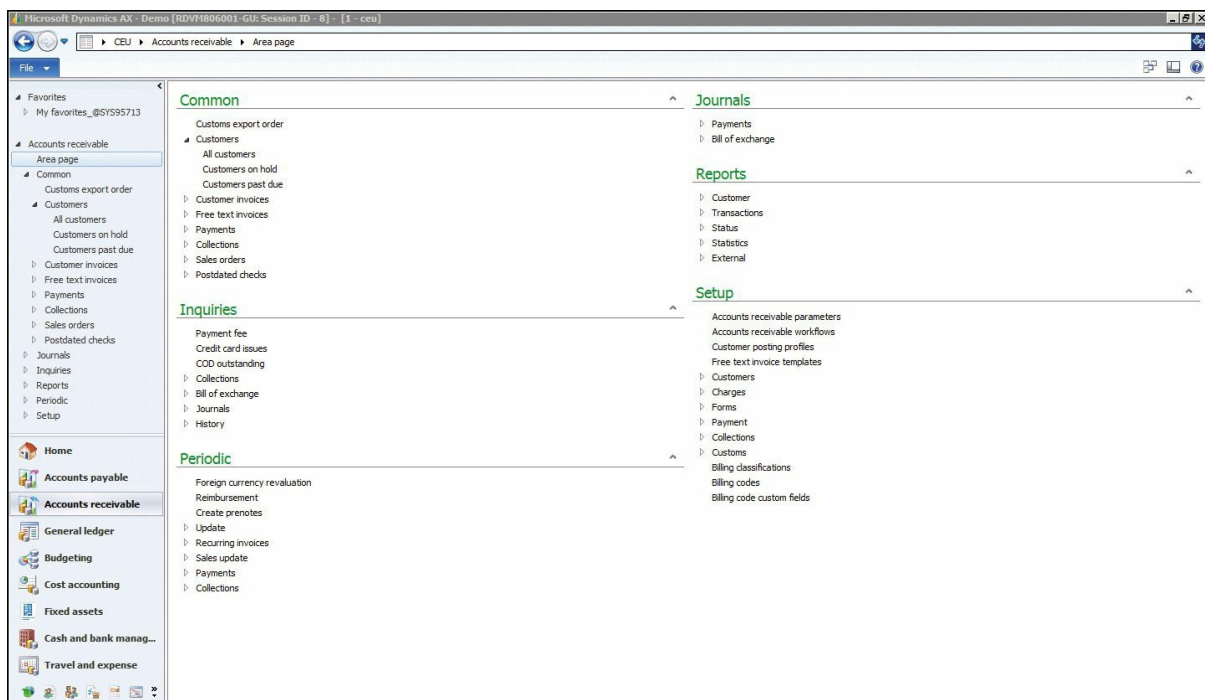 Microsoft Dynamics AX - Demo [RDVM806001-GU: Session ID - 8] - [1 - ceu]
CEU Accounts receivable Area page
File
Favorites
My favorites_@SYS95713
Accounts receivable
Area page
Common
Customs export order
Customers
All customers
Customers on hold
Customers past due
Customer invoices
Free text invoices
Payments
Collections
Sales orders
Postdated checks
Journals
Inquiries
Reports
Periodic
Setup
Home
Accounts payable
Accounts receivable
General ledger
Budgeting
Cost accounting
Fixed assets
Cash and bank manag...
Travel and expense
Common
Customs export order
Customers
All customers
Customers on hold
Customers past due
Customer invoices
Free text invoices
Payments
Collections
Sales orders
Postdated checks
Inquiries
Payment fee
Credit card issues
COD outstanding
Collections
Bill of exchange
Journals
History
Periodic
Foreign currency revaluation
Reimbursement
Create prenotes
Update
Recurring invoices
Sales update
Payments
Collections
Journals
Payments
Bill of exchange
Reports
Customer
Transactions
Status
Statistics
External
Setup
Accounts receivable parameters
Accounts receivable workflows
Customer posting profiles
Free text invoice templates
Customers
Charges
Forms
Payment
Collections
Customs
Billing classifications
Billing codes
Billing code custom fields